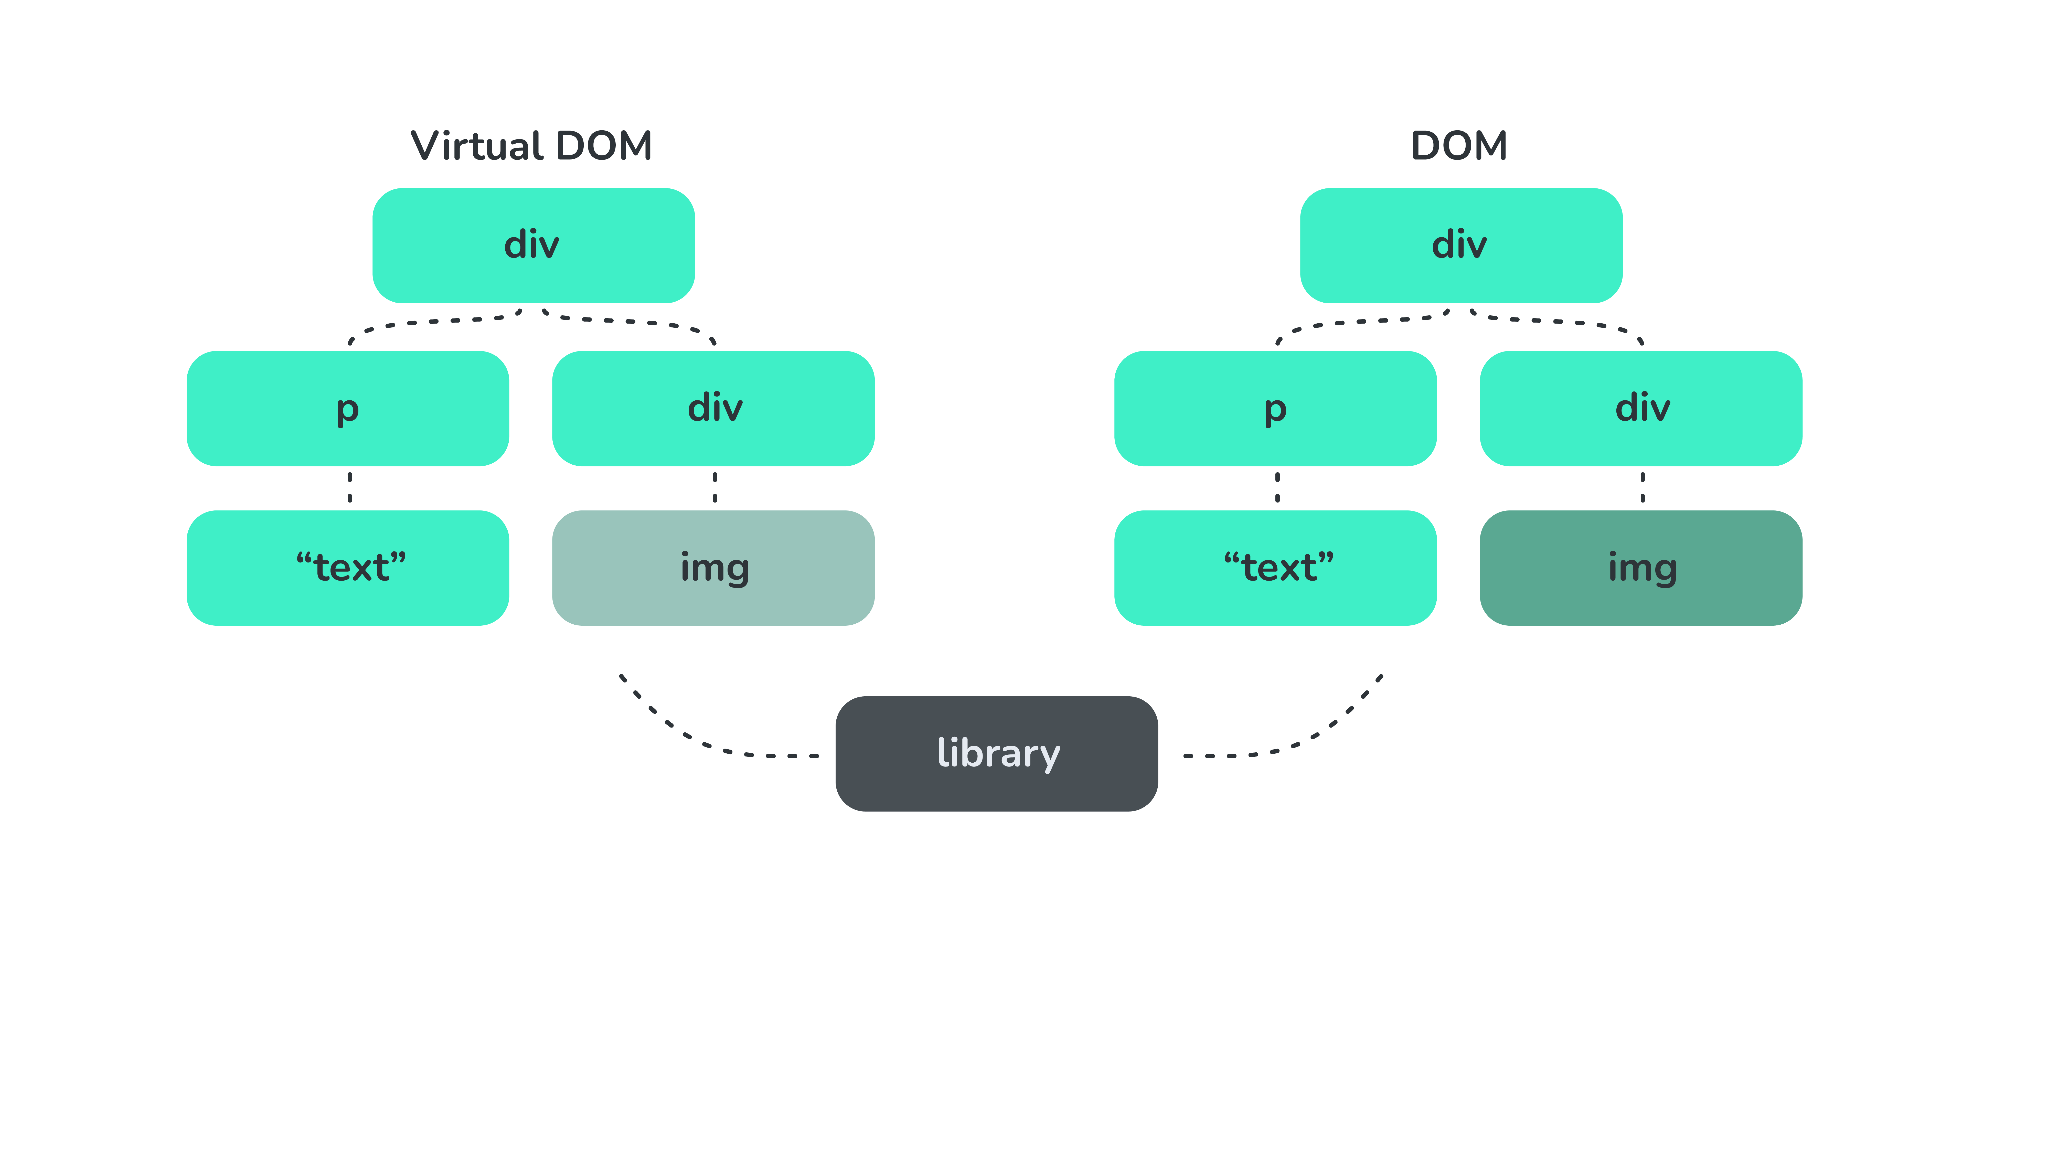 Virtual DOM
div
p
div
“text”
img
DOM
div
p
div
“text”
img
library